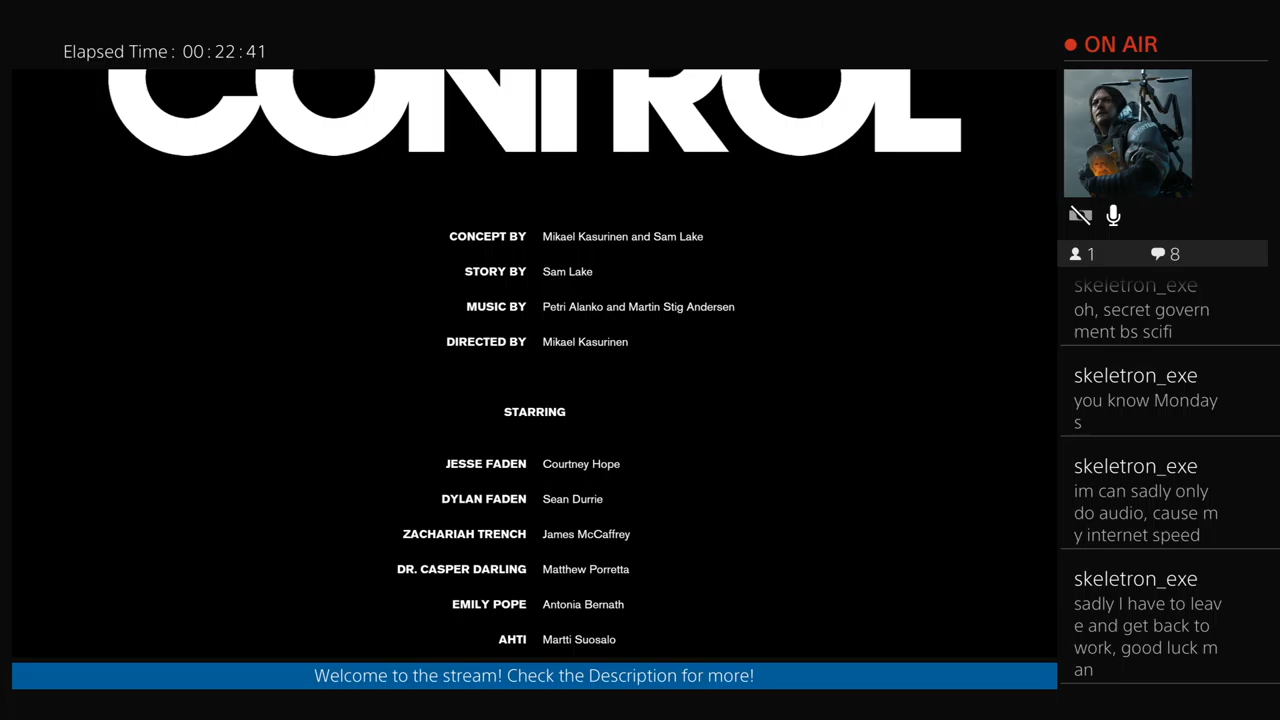 Elapsed Time: 00:22:41
ON AIR
CONTROL
CONCEPT BY Mikael Kasurinen and Sam Lake
STORY BY Sam Lake
MUSIC BY Petri Alanko and Martin Stig Andersen
DIRECTED BY Mikael Kasurinen
STARRING
JESSE FADEN Courtney Hope
DYLAN FADEN Sean Durrie
ZACHARIAH TRENCH James McCaffrey
DR. CASPER DARLING Matthew Porretta
EMILY POPE Antonia Bernath
AHTI Martti Suosalo
Welcome to the stream! Check the Description for more!
1 8
skeletron_exe
oh, secret govern
ment bs scifi
skeletron_exe
you know Monday
s
skeletron_exe
im can sadly only
do audio, cause m
y internet speed
skeletron_exe
sadly I have to leav
e and get back to
work, good luck m
an